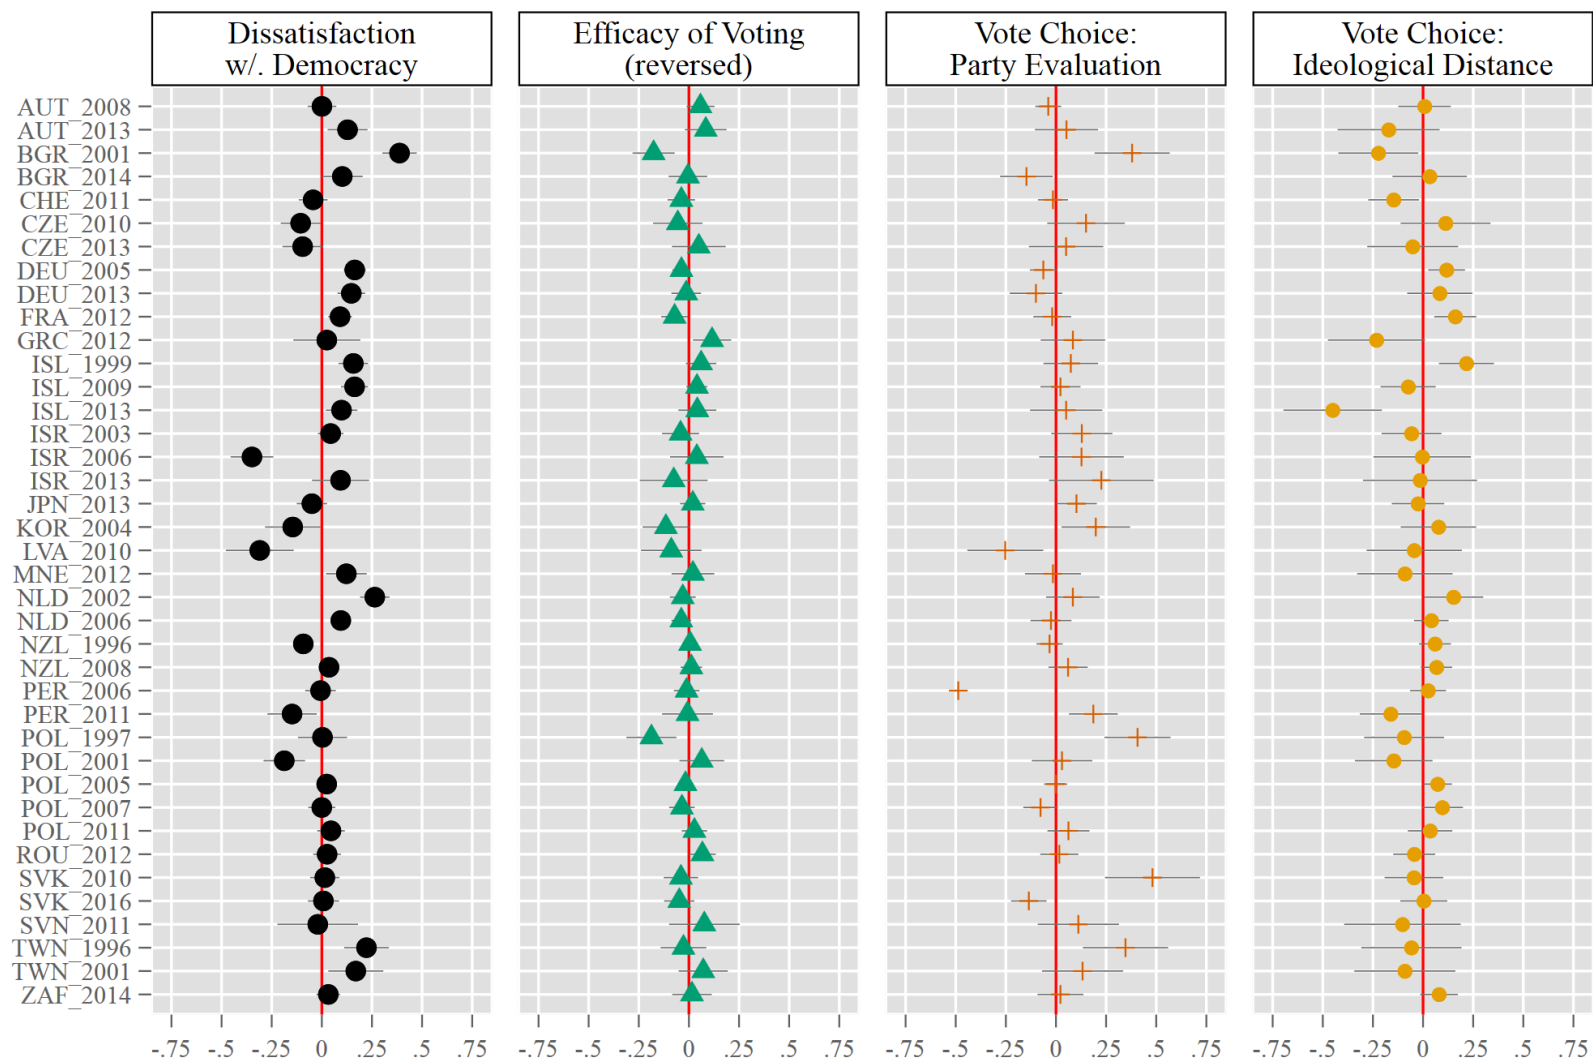 Dissatisfaction
w/. Democracy
Efficacy of Voting
(reversed)
Vote Choice:
Party Evaluation
Vote Choice:
Ideological Distance
AUT_2008
AUT_2013
BGR_2001
BGR_2014
CHE_2011
CZE_2010
CZE_2013
DEU_2005
DEU_2013
FRA_2012
GRC_2012
ISL_1999
ISL_2009
ISL_2013
ISR_2003
ISR_2006
ISR_2013
JPN_2013
KOR_2004
LVA_2010
MNE_2012
NLD_2002
NLD_2006
NZL_1996
NZL_2008
PER_2006
PER_2011
POL_1997
POL_2001
POL_2005
POL_2007
POL_2011
ROU_2012
SVK_2010
SVK_2016
SVN_2011
TWN_1996
TWN_2001
ZAF_2014
-.75 -.5 -.25 0 .25 .5 .75
-.75 -.5 -.25 0 .25 .5 .75
-.75 -.5 -.25 0 .25 .5 .75
-.75 -.5 -.25 0 .25 .5 .75